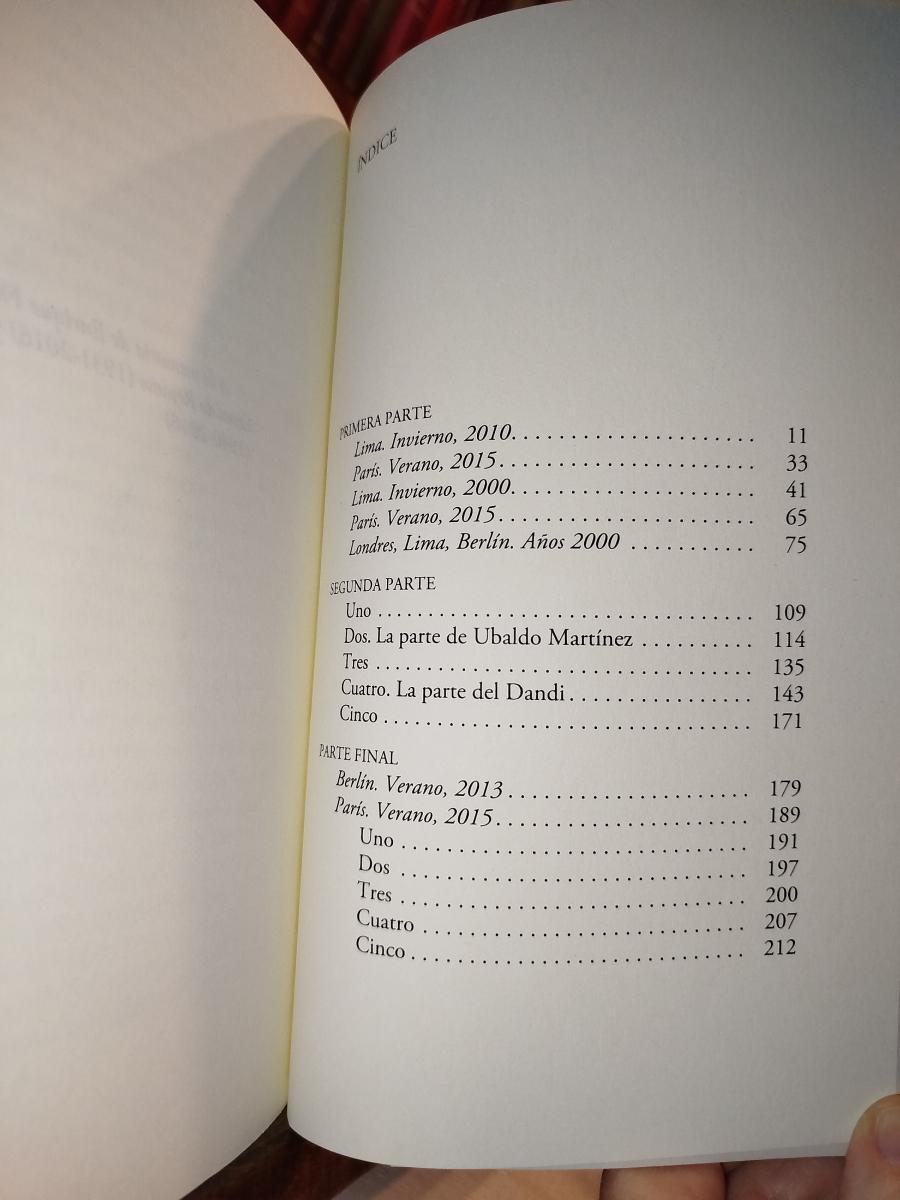 ÍNDICE
PRIMERA PARTE
Lima. Invierno, 2010. . . . . . . . . . . . . . . . . . . . . . . 11
París. Verano, 2015. . . . . . . . . . . . . . . . . . . . . . . . 33
Lima. Invierno, 2000. . . . . . . . . . . . . . . . . . . . . . . 41
París. Verano, 2015. . . . . . . . . . . . . . . . . . . . . . . . 65
Londres, Lima, Berlín. Años 2000 . . . . . . . . . . . 75
SEGUNDA PARTE
Uno . . . . . . . . . . . . . . . . . . . . . . . . . . . . . . . . . . 109
Dos. La parte de Ubaldo Martínez . . . . . . . . . . 114
Tres . . . . . . . . . . . . . . . . . . . . . . . . . . . . . . . . . . 135
Cuatro. La parte del Dandi . . . . . . . . . . . . . . . . . 143
Cinco . . . . . . . . . . . . . . . . . . . . . . . . . . . . . . . . . 171
PARTE FINAL
Berlín. Verano, 2013 . . . . . . . . . . . . . . . . . . . . . . 179
París. Verano, 2015. . . . . . . . . . . . . . . . . . . . . . . 189
Uno . . . . . . . . . . . . . . . . . . . . . . . . . . . . . . . 191
Dos . . . . . . . . . . . . . . . . . . . . . . . . . . . . . . . 197
Tres . . . . . . . . . . . . . . . . . . . . . . . . . . . . . . . 200
Cuatro . . . . . . . . . . . . . . . . . . . . . . . . . . . . . 207
Cinco . . . . . . . . . . . . . . . . . . . . . . . . . . . . . . 212